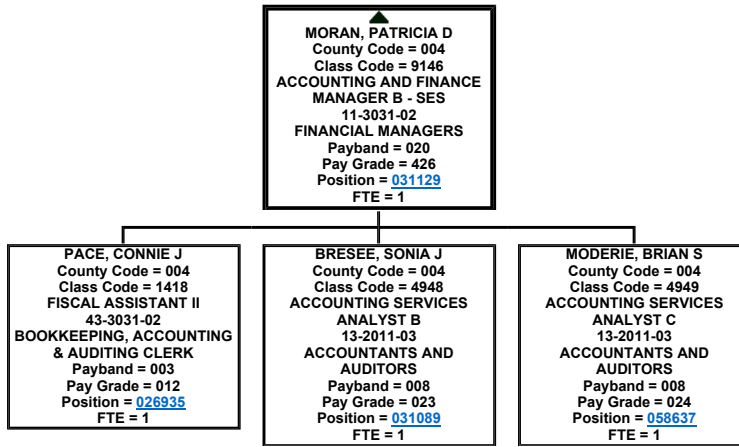 MORAN, PATRICIA D
County Code = 004
Class Code = 9146
ACCOUNTING AND FINANCE
MANAGER B - SES
11-3031-02
FINANCIAL MANAGERS
Payband = 020
Pay Grade = 426
Position = 031129
FTE = 1
PACE, CONNIE J
County Code = 004
Class Code = 1418
FISCAL ASSISTANT II
43-3031-02
BOOKKEEPING, ACCOUNTING
& AUDITING CLERK
Payband = 003
Pay Grade = 012
Position = 026935
FTE = 1
BRESEE, SONIA J
County Code = 004
Class Code = 4948
ACCOUNTING SERVICES
ANALYST B
13-2011-03
ACCOUNTANTS AND
AUDITORS
Payband = 008
Pay Grade = 023
Position = 031089
FTE = 1
MODERIE, BRIAN S
County Code = 004
Class Code = 4949
ACCOUNTING SERVICES
ANALYST C
13-2011-03
ACCOUNTANTS AND
AUDITORS
Payband = 008
Pay Grade = 024
Position = 058637
FTE = 1